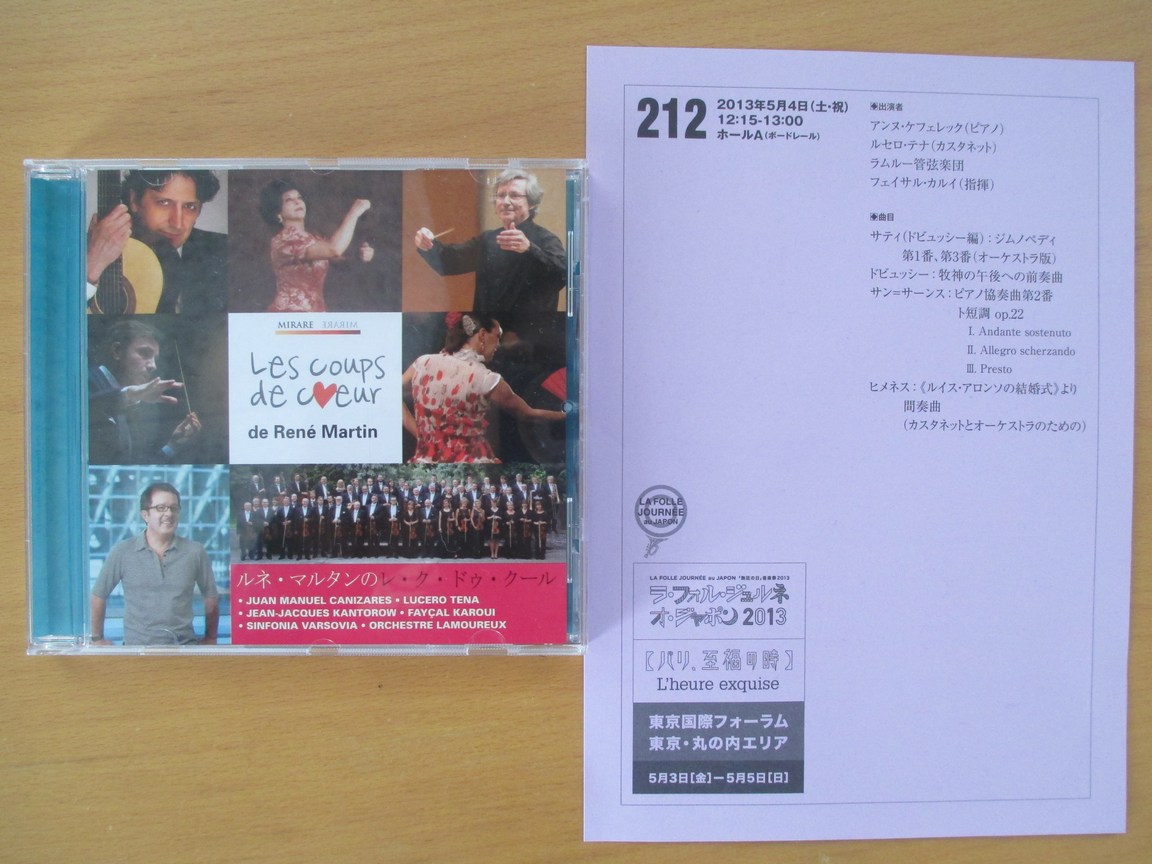 MIRARE MIRARE
Les coups
de cœur
de René Martin
ルネ・マルタンのレ・ク・ドゥ・クール
• JUAN MANUEL CANIZARES • LUCERO TENA
• JEAN-JACQUES KANTOROW • FAYÇAL KAROUI
• SINFONIA VARSOVIA • ORCHESTRE LAMOUREUX
212
2013年5月4日(土・祝)
12:15-13:00
ホールA(ボードレール)
◆出演者
アンヌ・ケフェレック(ピアノ)
ルセロ・テナ(カスタネット)
ラムルー管弦楽団
フェイサル・カルイ(指揮)
◆曲目
サティ(ドビュッシー編):ジムノペディ
第1番、第3番(オーケストラ版)
ドビュッシー:牧神の午後への前奏曲
サン=サーンス:ピアノ協奏曲第2番
ト短調 op.22
I. Andante sostenuto
II. Allegro scherzando
III. Presto
ヒメネス:《ルイス・アロンソの結婚式》より
間奏曲
(カスタネットとオーケストラのための)
LA FOLLE
JOURNÉE
au JAPON
LA FOLLE JOURNÉE au JAPON 「熱狂の日」音楽祭2013
ラ・フォル・ジュルネ
オ・ジャポン 2013
[パリ、至福の時]
L'heure exquise
東京国際フォーラム
東京・丸の内エリア
5月3日[金]-5月5日[日]